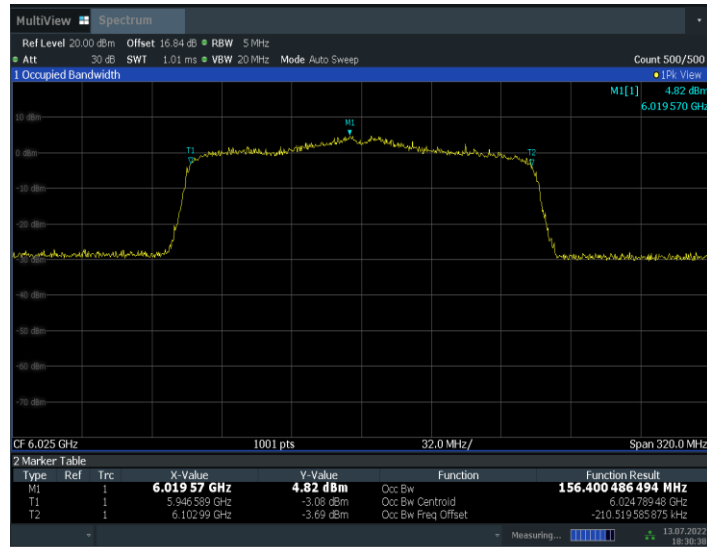 MultiView Spectrum
Ref Level 20.00 dBm Offset 16.84 dB RBW 5 MHz
Att 30 dB SWT 1.01 ms VBW 20 MHz Mode Auto Sweep Count 500/500
1 Occupied Bandwidth 1Pk View
M1[1] 4.82 dBm
6.019570 GHz
10 dBm
M1
0 dBm
T1
T2
-10 dBm
-20 dBm
-30 dBm
-40 dBm
-50 dBm
-60 dBm
-70 dBm
CF 6.025 GHz 1001 pts 32.0 MHz/ Span 320.0 MHz
2 Marker Table
Type Ref Trc X-Value Y-Value Function Function Result
M1 1 6.019 57 GHz 4.82 dBm Occ Bw 156.400 486 494 MHz
T1 1 5.946 589 GHz -3.08 dBm Occ Bw Centroid 6.024 789 48 GHz
T2 1 6.102 99 GHz -3.69 dBm Occ Bw Freq Offset -210.519 585 875 kHz
Measuring... 13.07.2022
18:30:38